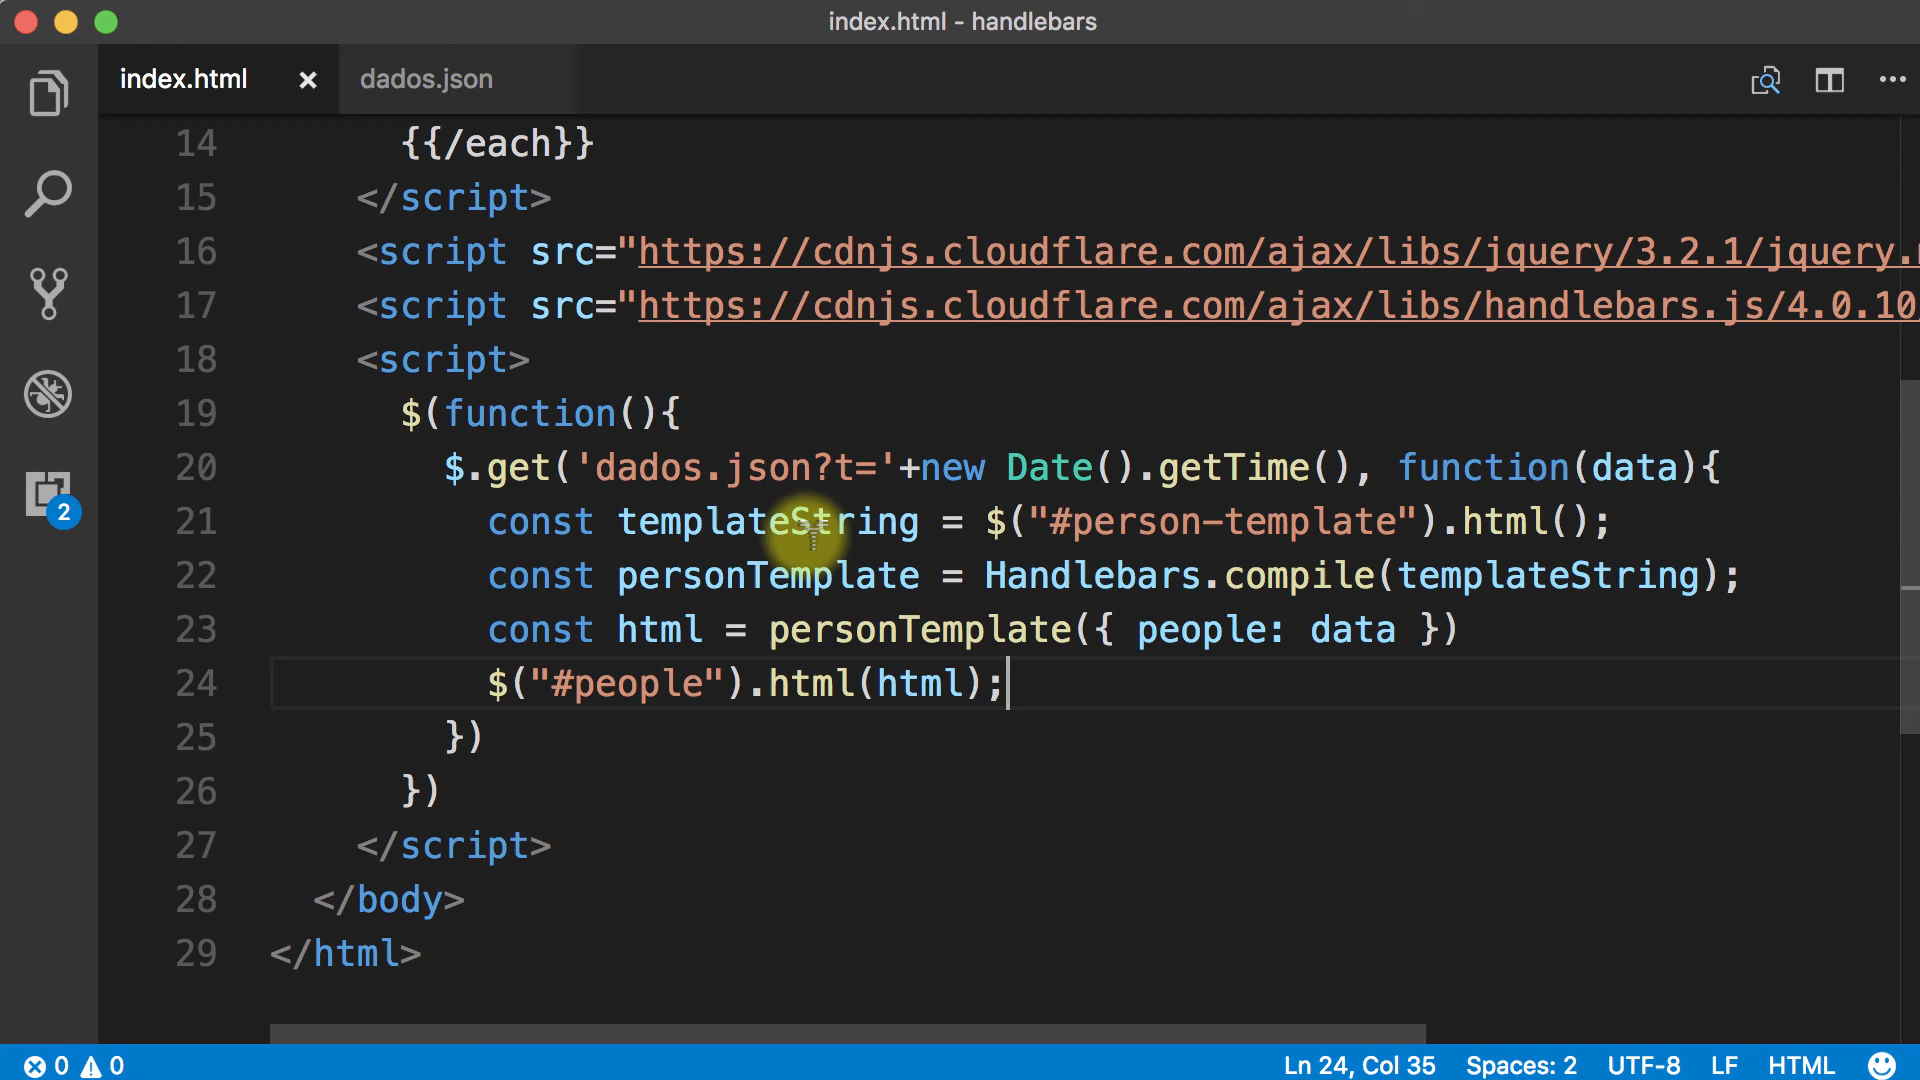 index.html - handlebars
index.html × dados.json
14 {{/each}}
15 </script>
16 <script src="https://cdnjs.cloudflare.com/ajax/libs/jquery/3.2.1/jquery.
17 <script src="https://cdnjs.cloudflare.com/ajax/libs/handlebars.js/4.0.10/
18 <script>
19 $(function(){
20 $.get('dados.json?t='+new Date().getTime(), function(data){
21 const templateString = $("#person-template").html();
22 const personTemplate = Handlebars.compile(templateString);
23 const html = personTemplate({ people: data })
24 $("#people").html(html);
25 })
26 })
27 </script>
28 </body>
29 </html>
2
0 0 Ln 24, Col 35 Spaces: 2 UTF-8 LF HTML